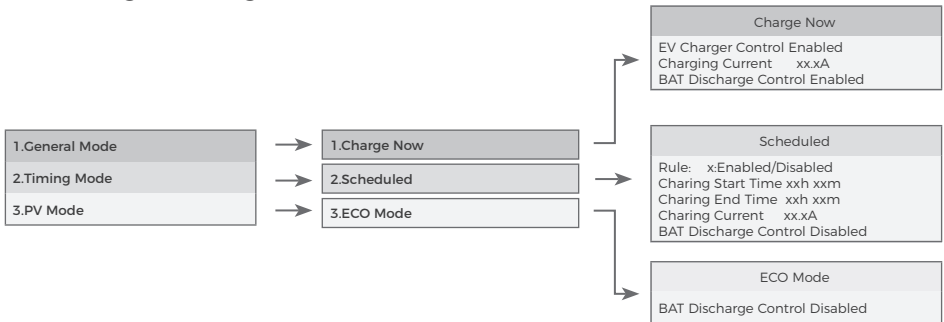 1.General Mode
2.Timing Mode
3.PV Mode
1.Charge Now
2.Scheduled
3.ECO Mode
Charge Now
EV Charger Control Enabled
Charging Current xx.xA
BAT Discharge Control Enabled
Scheduled
Rule: x:Enabled/Disabled
Charing Start Time xxh xxm
Charing End Time xxh xxm
Charing Current xx.xA
BAT Discharge Control Disabled
ECO Mode
BAT Discharge Control Disabled